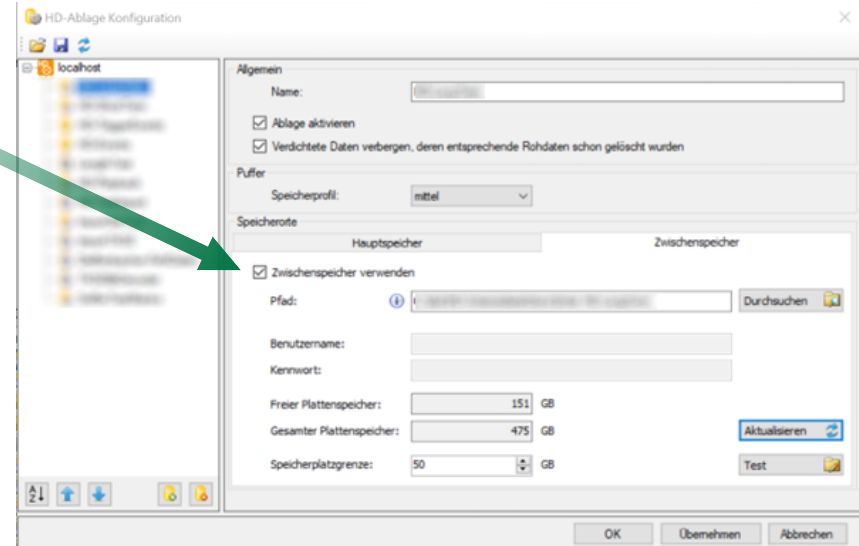 HD-Ablage Konfiguration
localhost
Allgemein
Name:
Ablage aktivieren
Verdichtete Daten verbergen, deren entsprechende Rohdaten schon gelöscht wurden
Puffer
Speicherprofil: mittel
Speicherorte
Hauptspeicher Zwischenspeicher
Zwischenspeicher verwenden
Pfad: Durchsuchen
Benutzername:
Kennwort:
Freier Plattenspeicher: 151 GB
Gesamter Plattenspeicher: 475 GB Aktualisieren
Speicherplatzgrenze: 50 GB Test
OK Übernehmen Abbrechen